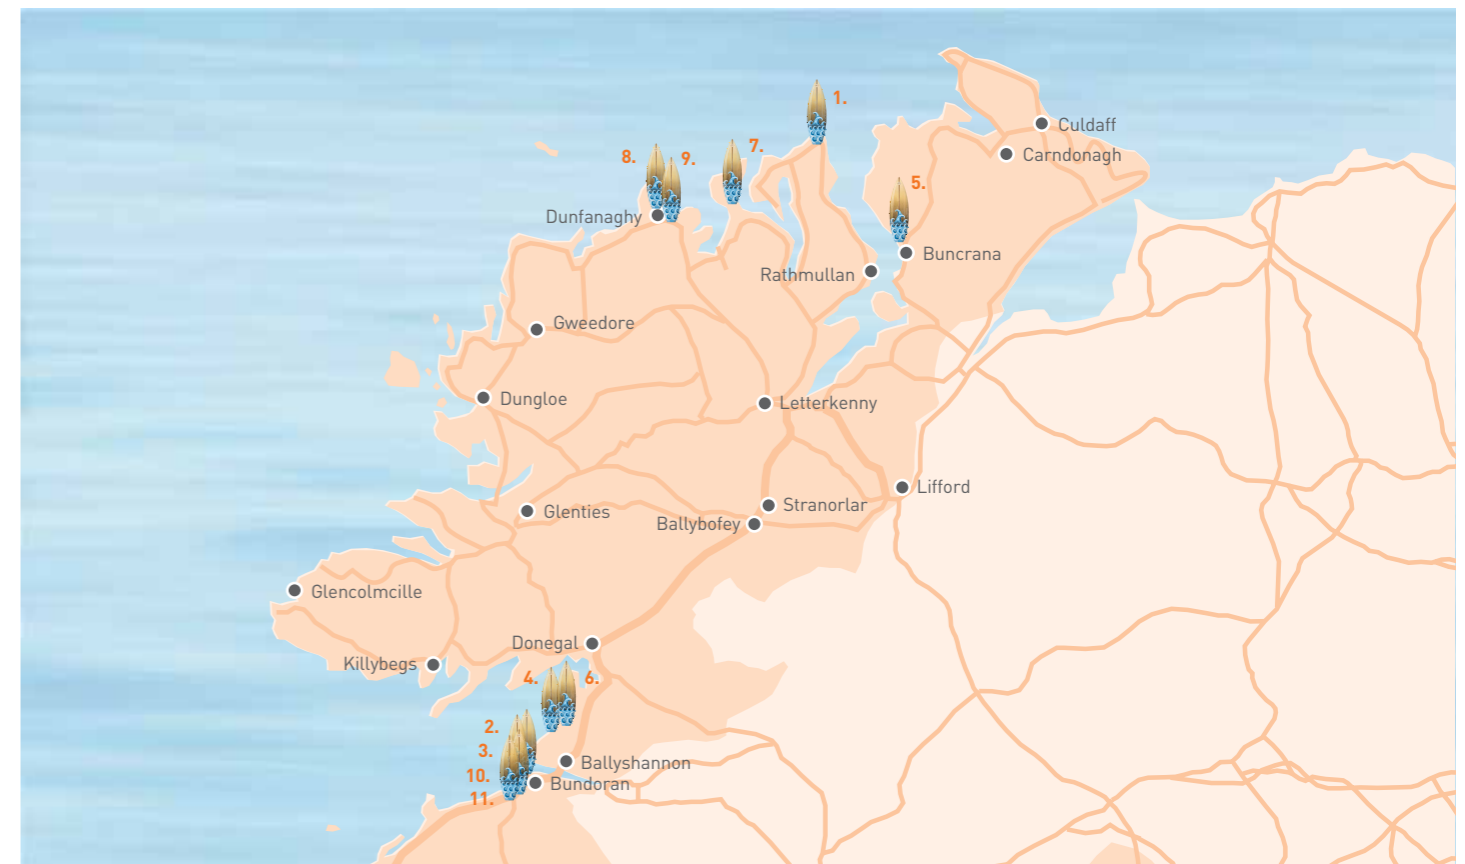 1.
Culdaff
Carndonagh
8.
9.
7.
5.
Dunfanaghy
Buncrana
Rathmullan
Gweedore
Dungloe
Letterkenny
Lifford
Stranorlar
Glenties
Ballybofey
Glencolmcille
Donegal
Killybegs
4.
6.
2.
3.
Ballyshannon
10.
Bundoran
11.